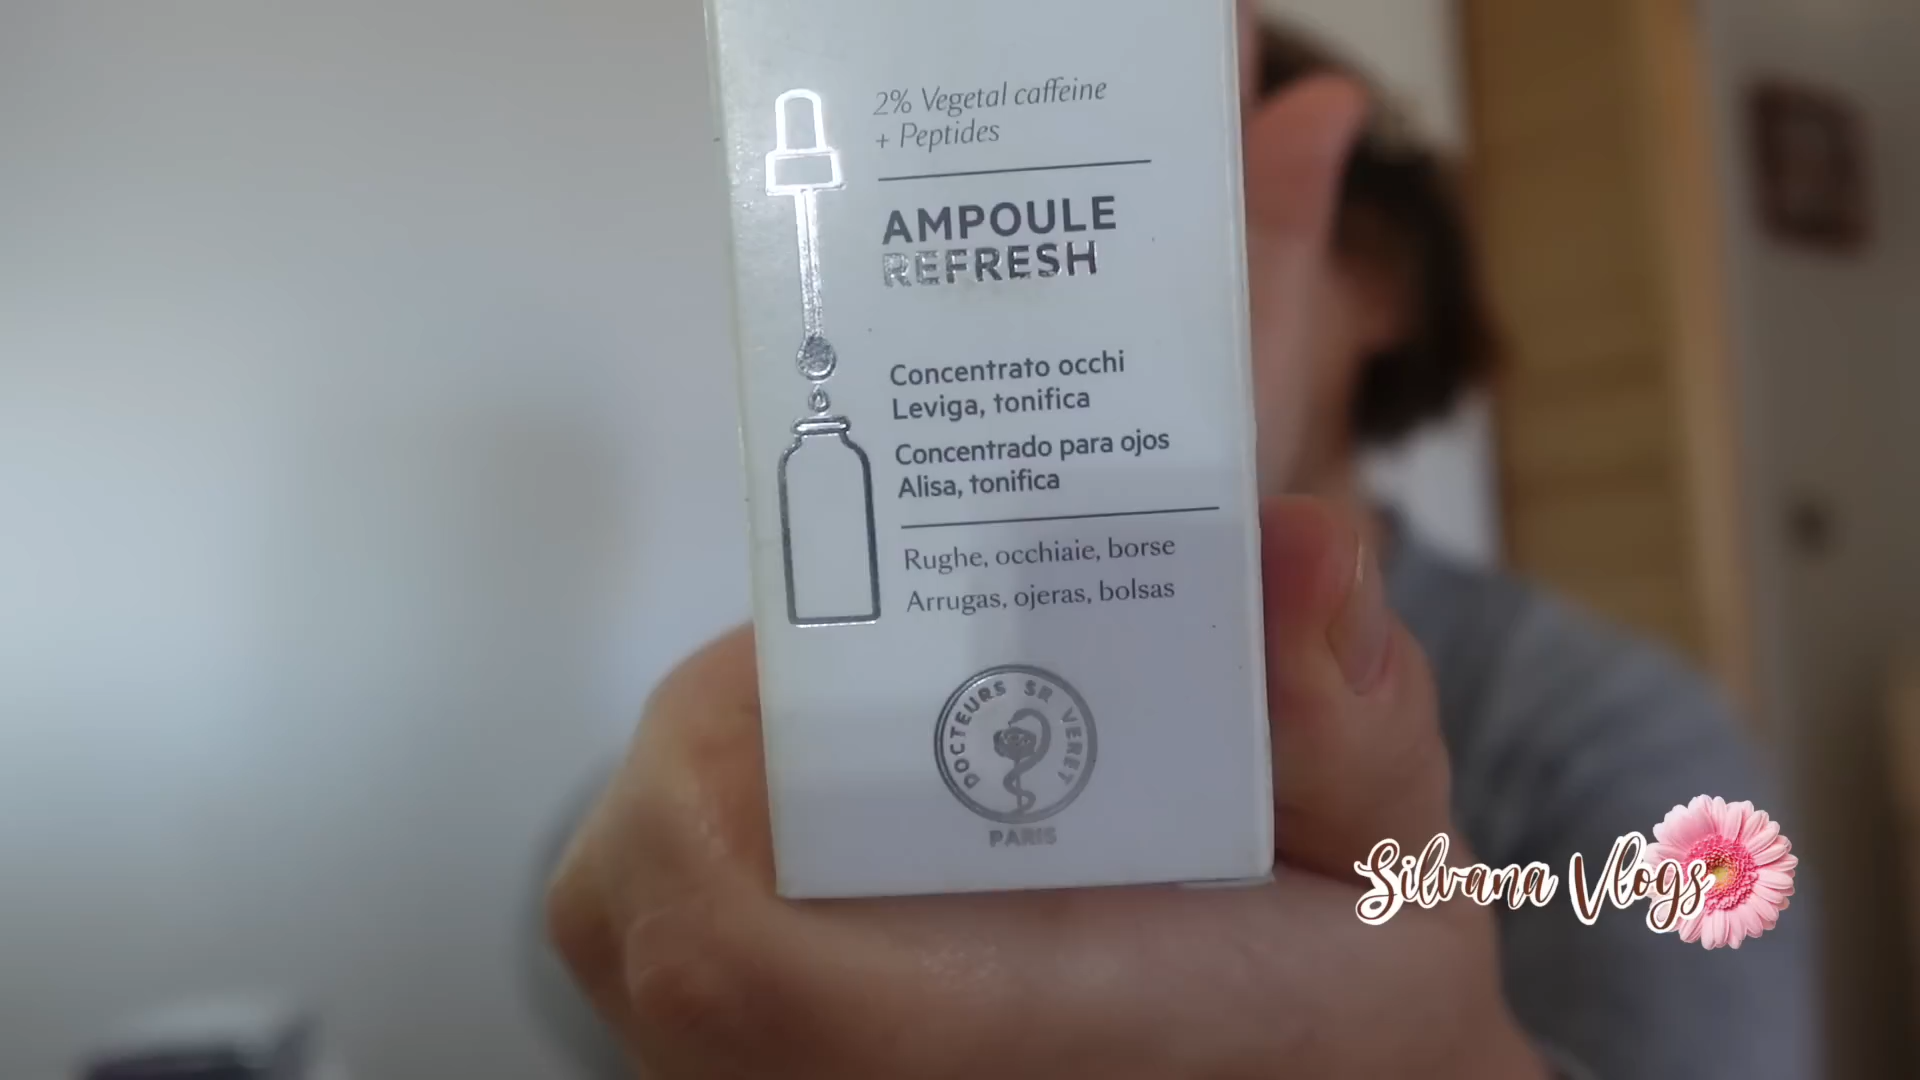 2% Vegetal caffeine
+ Peptides
AMPOULE
REFRESH
Concentrato occhi
Leviga, tonifica
Concentrado para ojos
Alisa, tonifica
Rughe, occhiaie, borse
Arrugas, ojeras, bolsas
DOCTEURS SR VERET
PARIS
Silvana Vlogs